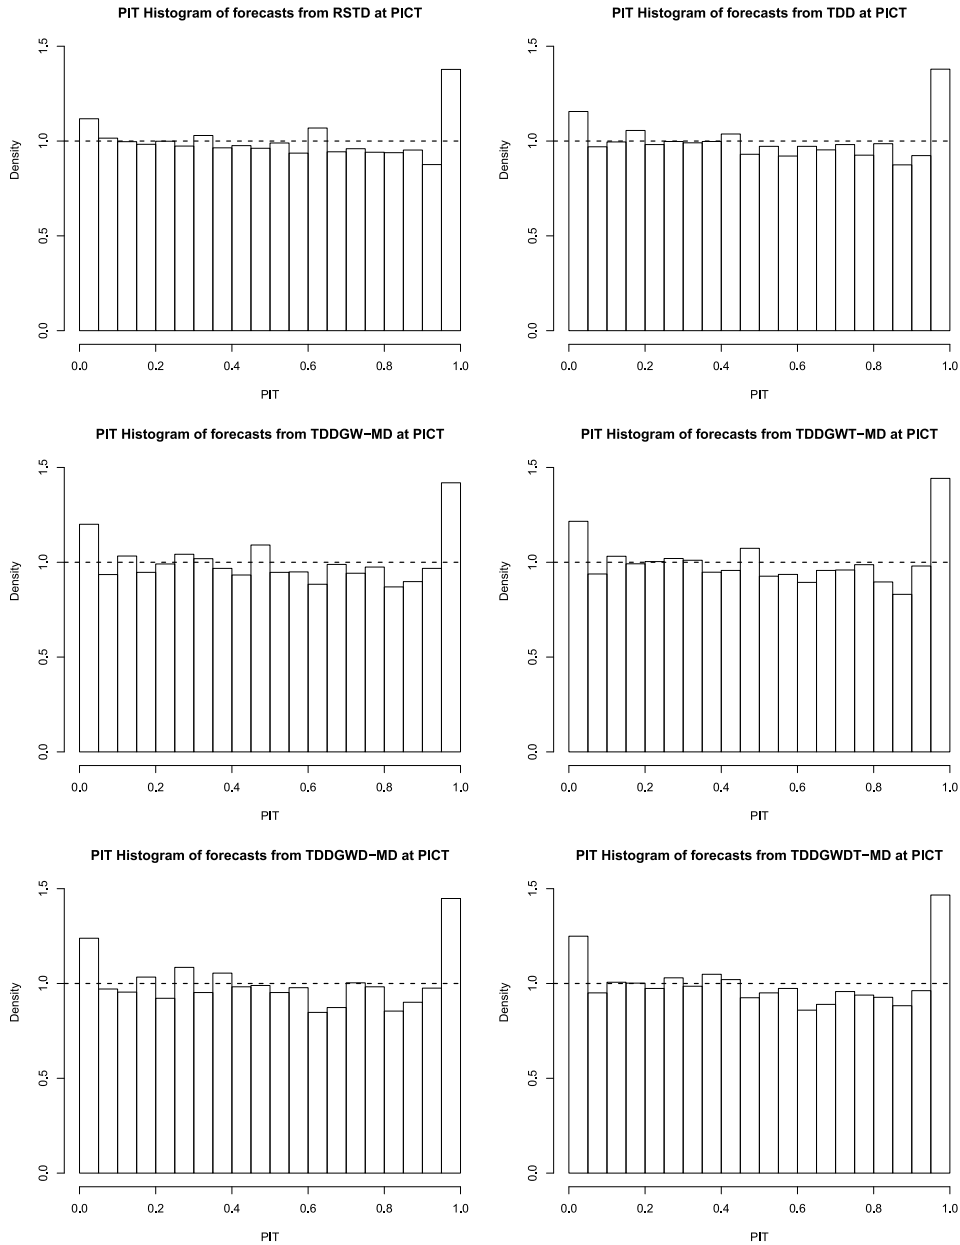 PIT Histogram of forecasts from RSTD at PICT
Density
0.0 0.5 1.0 1.5
0.0 0.2 0.4 0.6 0.8 1.0
PIT
PIT Histogram of forecasts from TDD at PICT
Density
0.0 0.5 1.0 1.5
0.0 0.2 0.4 0.6 0.8 1.0
PIT
PIT Histogram of forecasts from TDDGW−MD at PICT
Density
0.0 0.5 1.0 1.5
0.0 0.2 0.4 0.6 0.8 1.0
PIT
PIT Histogram of forecasts from TDDGWT−MD at PICT
Density
0.0 0.5 1.0 1.5
0.0 0.2 0.4 0.6 0.8 1.0
PIT
PIT Histogram of forecasts from TDDGWD−MD at PICT
Density
0.0 0.5 1.0 1.5
0.0 0.2 0.4 0.6 0.8 1.0
PIT
PIT Histogram of forecasts from TDDGWDT−MD at PICT
Density
0.0 0.5 1.0 1.5
0.0 0.2 0.4 0.6 0.8 1.0
PIT